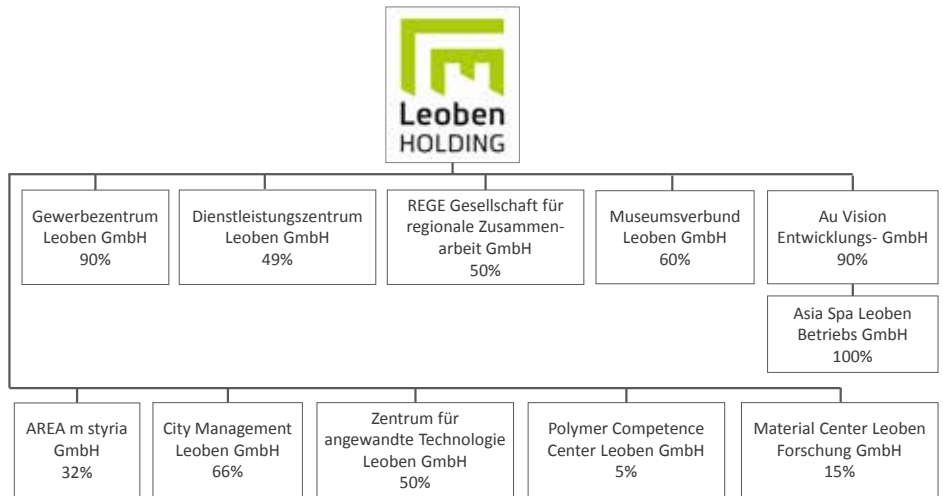 Leoben
HOLDING
Gewerbezentrum
Leoben GmbH
90%
Dienstleistungszentrum
Leoben GmbH
49%
REGE Gesellschaft für
regionale Zusammen-
arbeit GmbH
50%
Museumsverbund
Leoben GmbH
60%
Au Vision
Entwicklungs- GmbH
90%
Asia Spa Leoben
Betriebs GmbH
100%
AREA m styria
GmbH
32%
City Management
Leoben GmbH
66%
Zentrum für
angewandte Technologie
Leoben GmbH
50%
Polymer Competence
Center Leoben GmbH
5%
Material Center Leoben
Forschung GmbH
15%